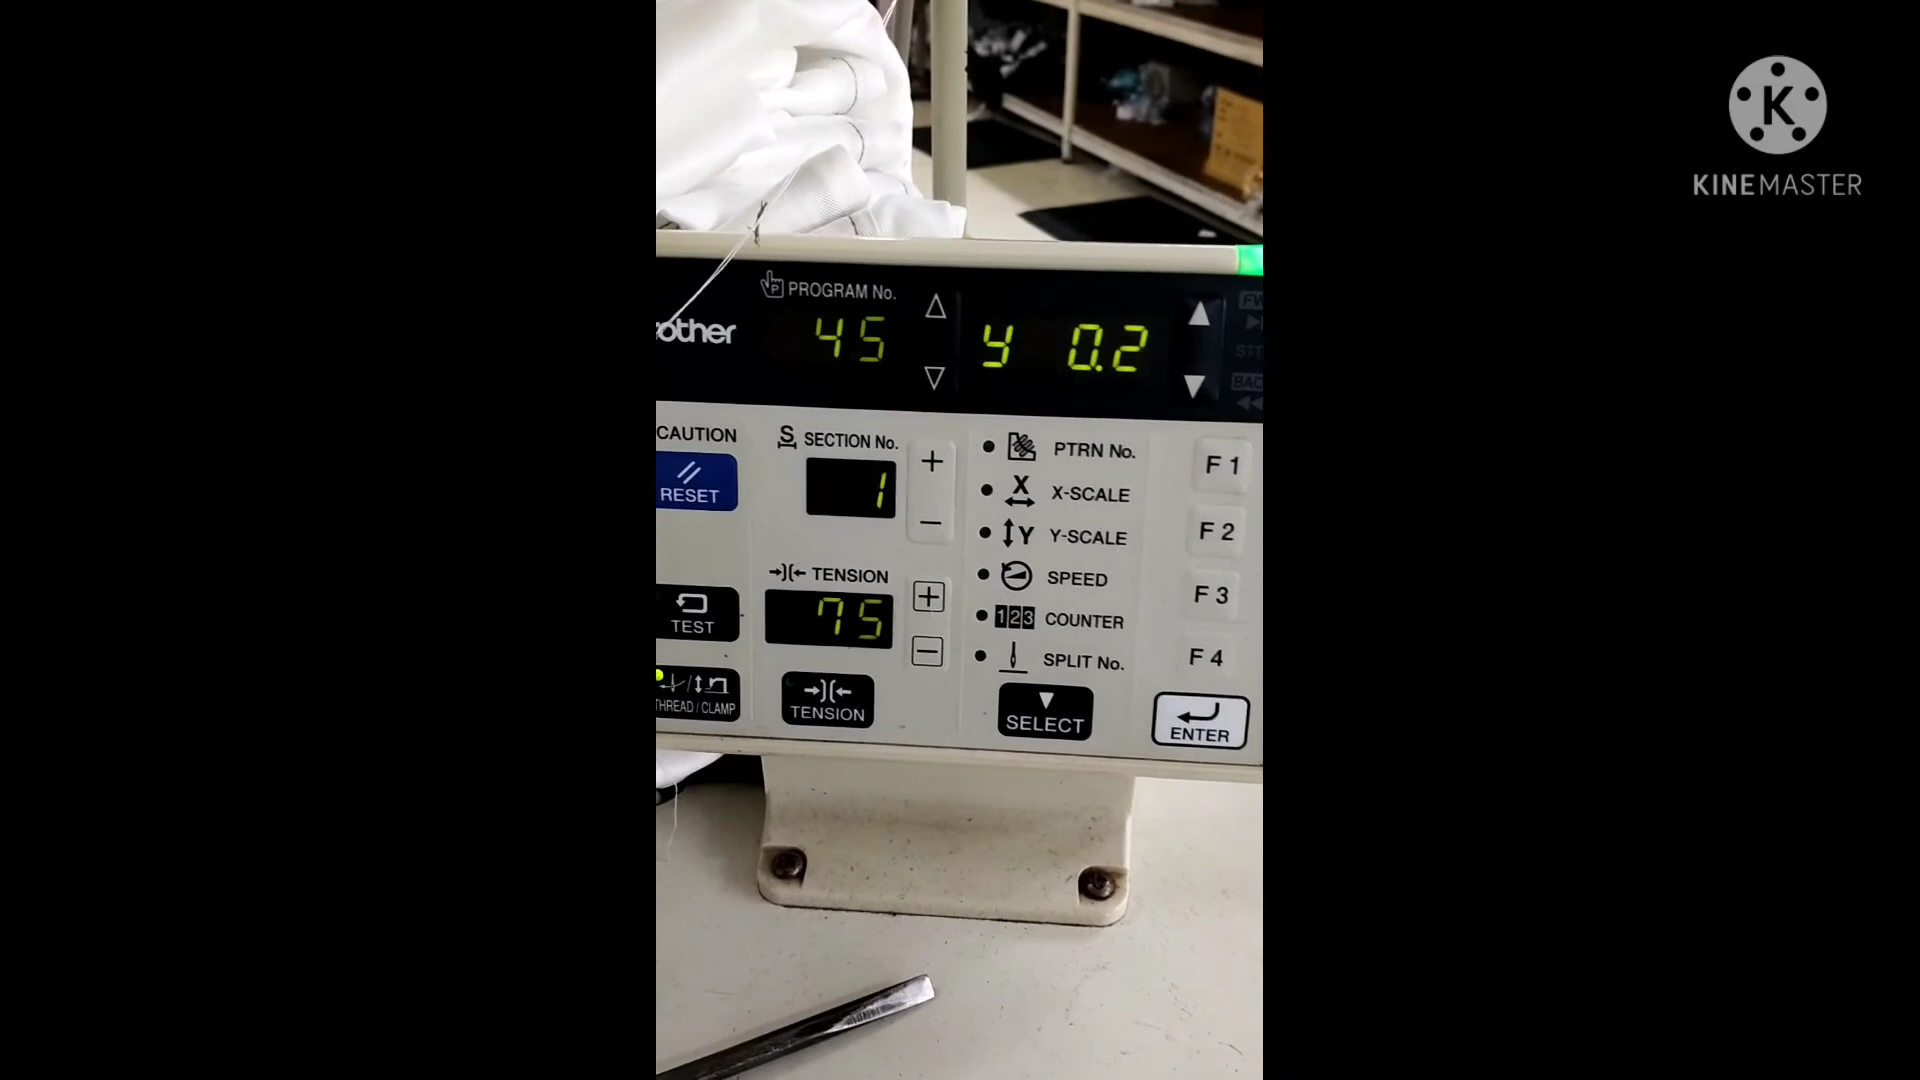 KINEMASTER
PROGRAM No.
other
45
y 0.2
CAUTION
RESET
SECTION No.
1
+
−
PTRN No.
X
X-SCALE
Y
Y-SCALE
SPEED
123
COUNTER
SPLIT No.
F 1
F 2
F 3
F 4
TENSION
75
+
−
TEST
THREAD / CLAMP
TENSION
SELECT
ENTER